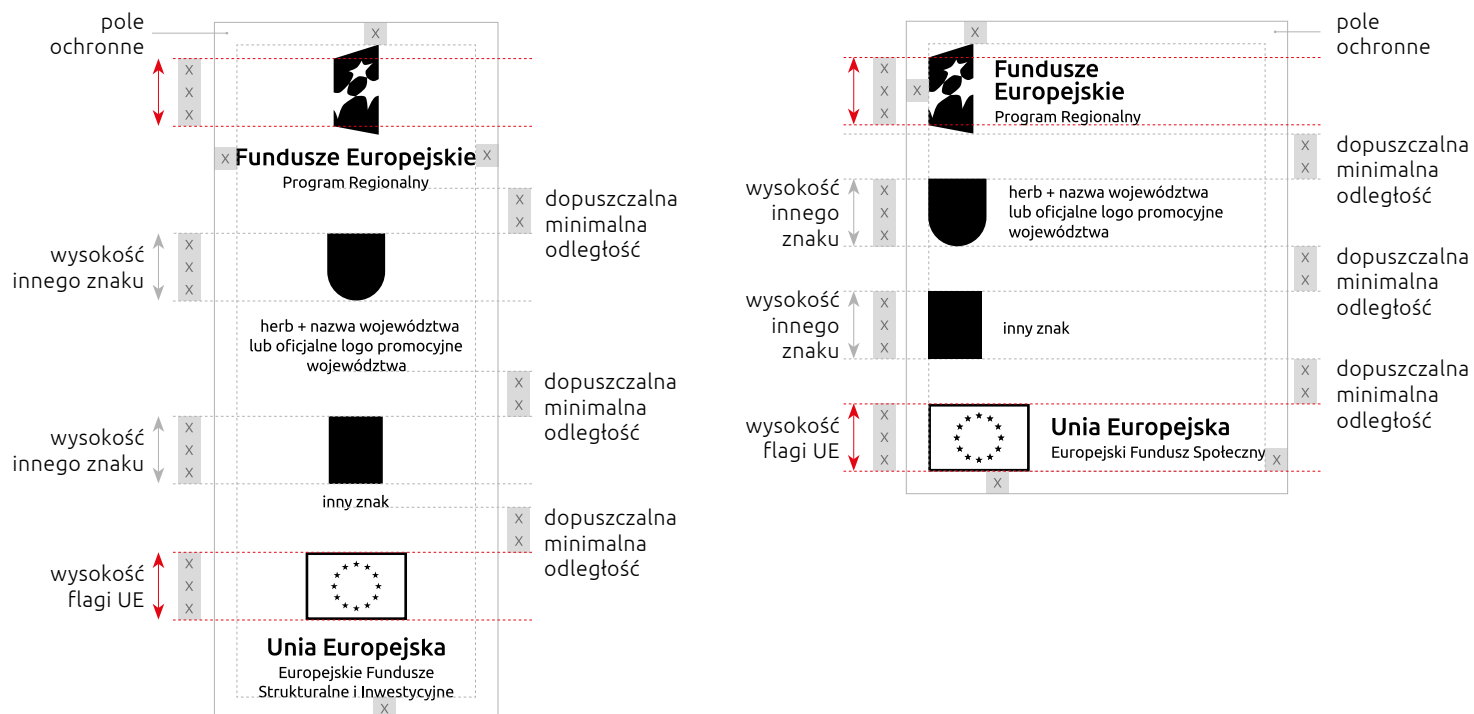 pole
ochronne
X
X
X
X
X
Fundusze Europejskie
X
Program Regionalny
X
X
dopuszczalna
minimalna
odległość
wysokość
innego znaku
X
X
X
herb + nazwa województwa
lub oficjalne logo promocyjne
województwa
X
X
dopuszczalna
minimalna
odległość
wysokość
innego znaku
X
X
X
inny znak
X
X
dopuszczalna
minimalna
odległość
wysokość
flagi UE
X
X
X
Unia Europejska
Europejskie Fundusze
Strukturalne i Inwestycyjne
X
pole
ochronne
X
X
X
X
X
Fundusze
Europejskie
Program Regionalny
X
X
dopuszczalna
minimalna
odległość
wysokość
innego
znaku
X
X
X
herb + nazwa województwa
lub oficjalne logo promocyjne
województwa
X
X
dopuszczalna
minimalna
odległość
wysokość
innego
znaku
X
X
X
inny znak
X
X
dopuszczalna
minimalna
odległość
wysokość
flagi UE
X
X
X
Unia Europejska
Europejski Fundusz Społeczny
X
X